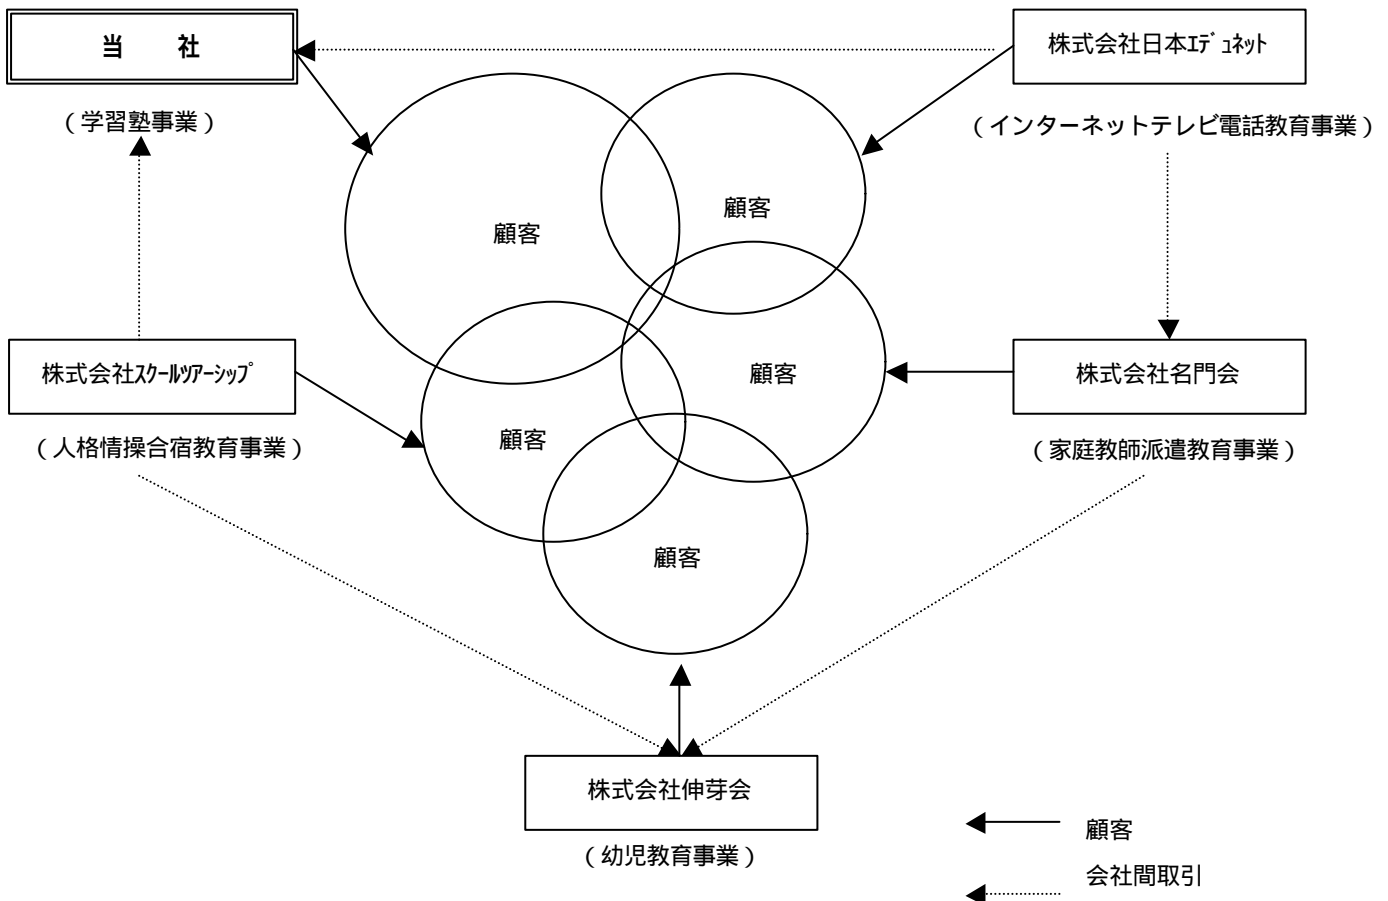 当　　社
株式会社日本ｴﾃﾞｭﾈｯﾄ
（学習塾事業）
（インターネットテレビ電話教育事業）
顧客
顧客
株式会社ｽｸｰﾙﾂｱｰｼｯﾌﾟ
顧客
株式会社名門会
（人格情操合宿教育事業）
顧客
（家庭教師派遣教育事業）
顧客
株式会社伸芽会
（幼児教育事業）
顧客
会社間取引